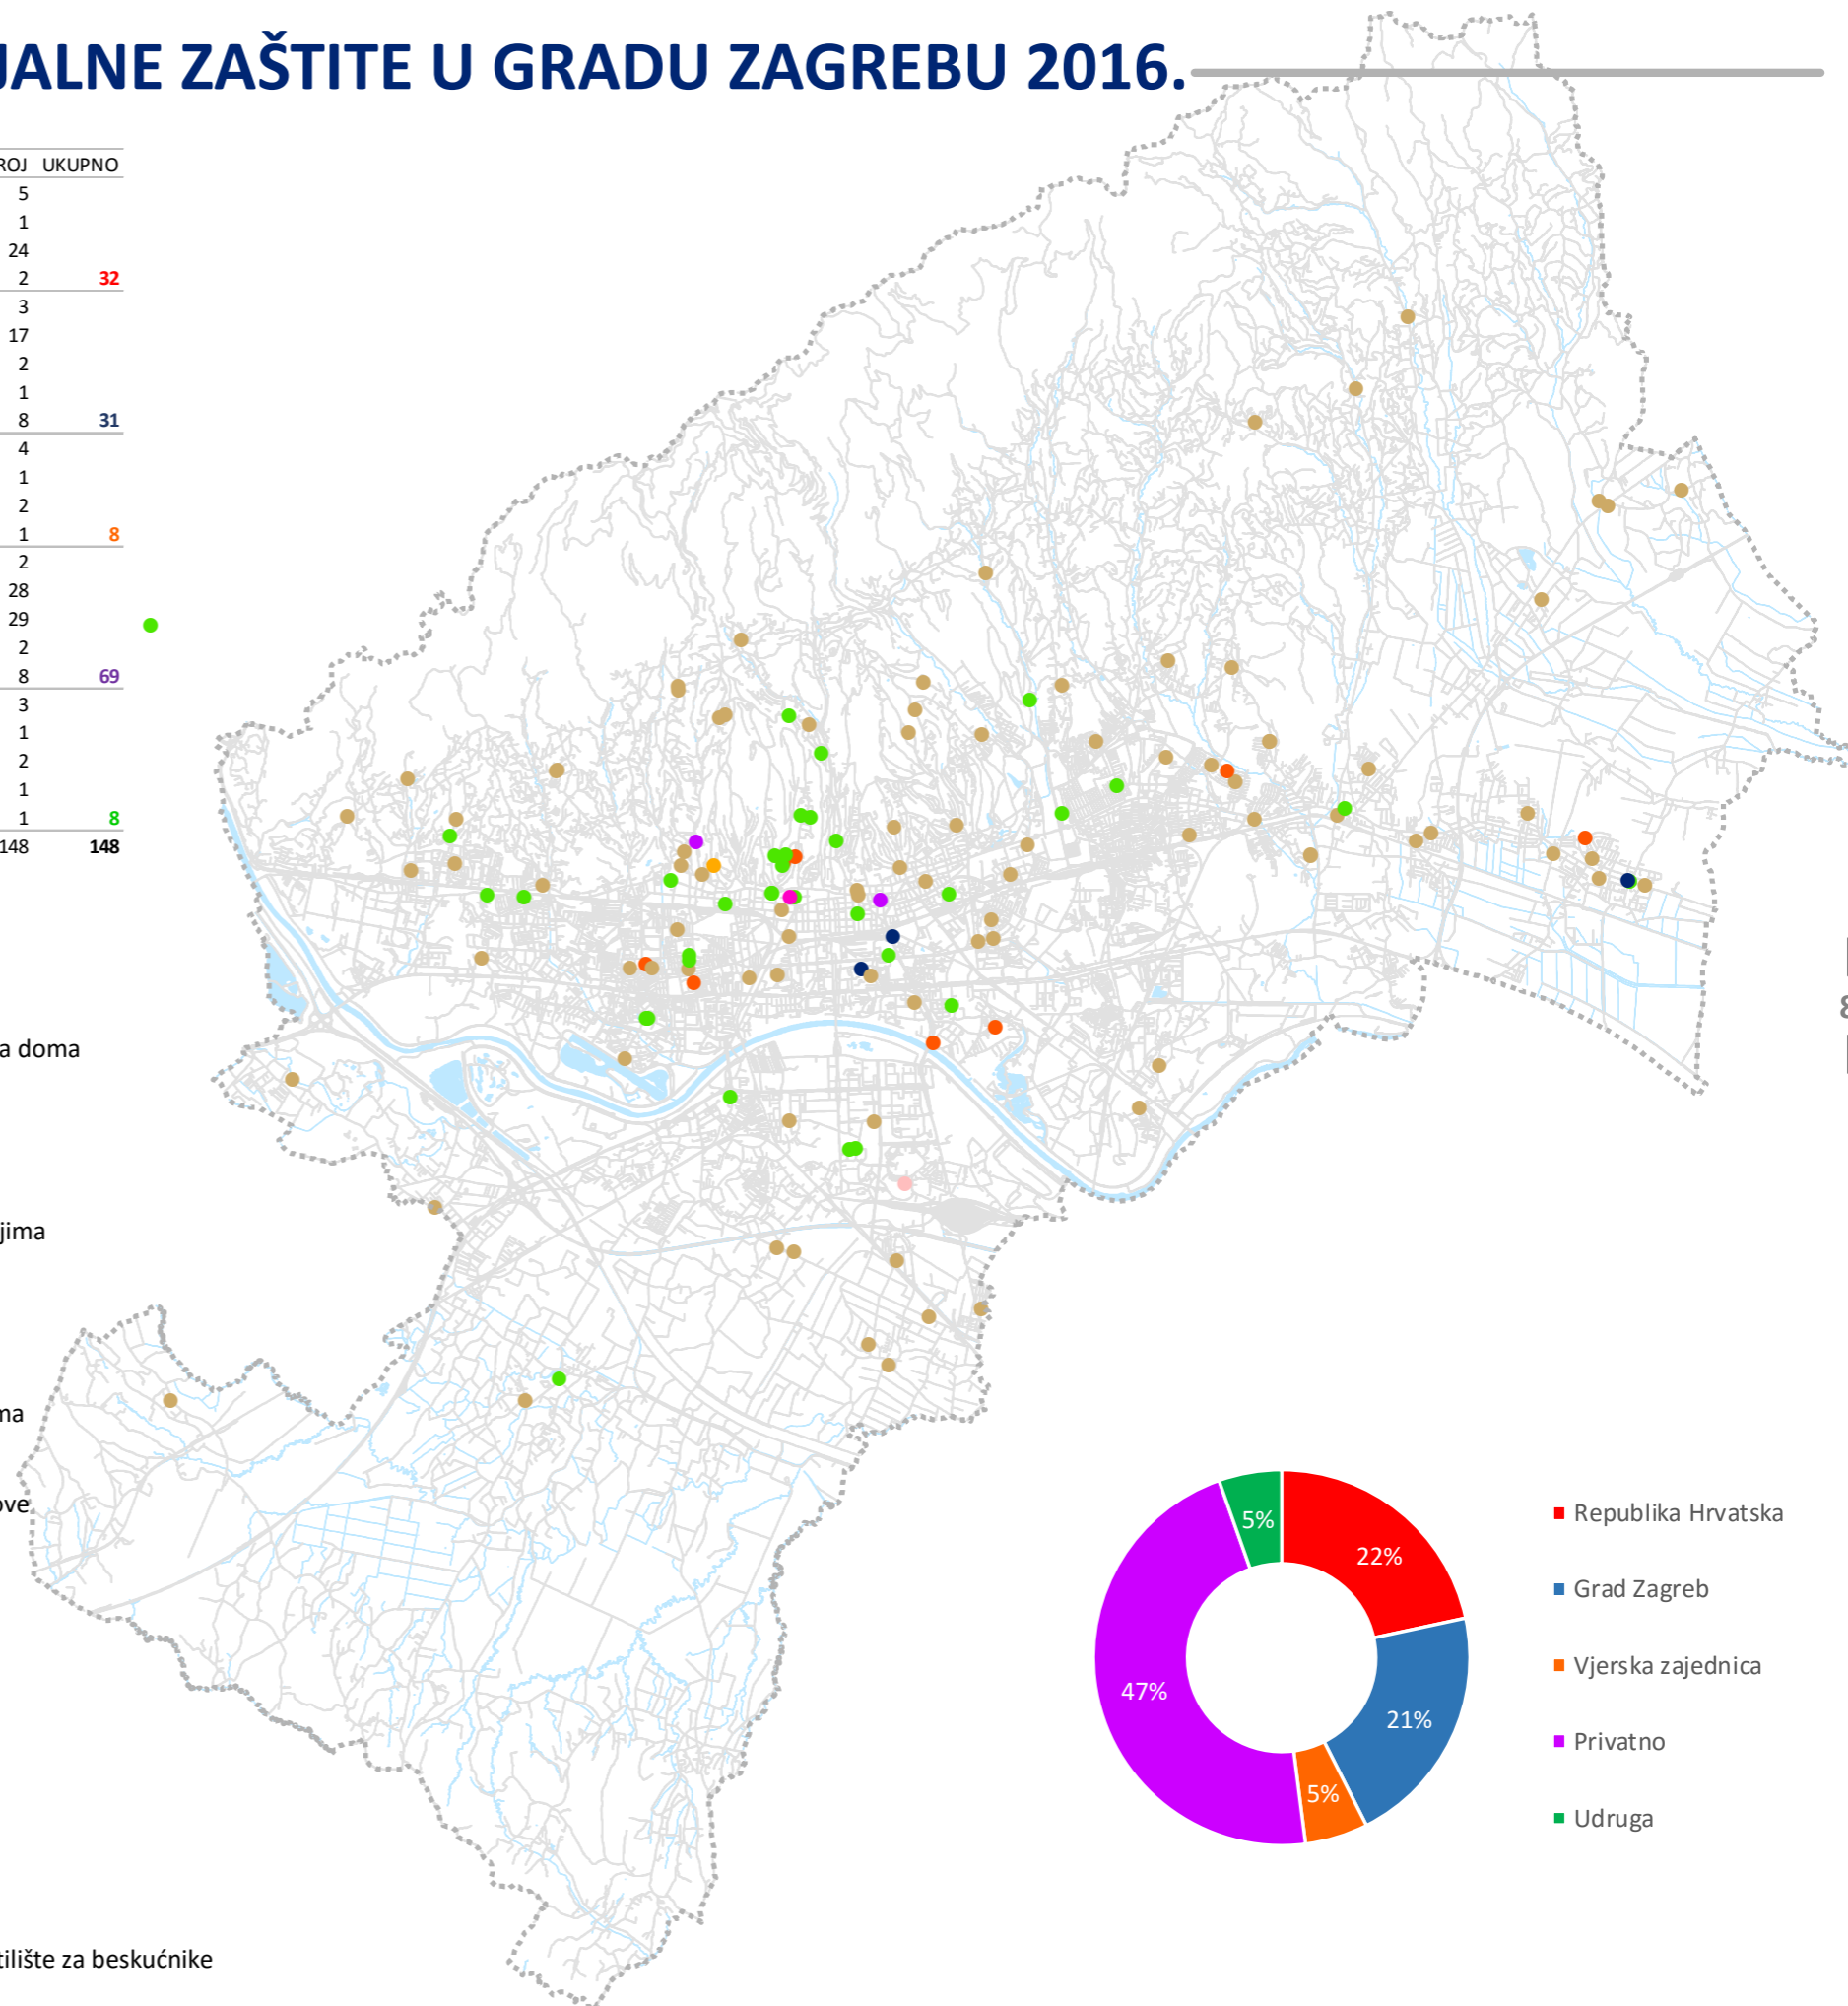 JALNE ZAŠTITE U GRADU ZAGREBU 2016.
ROJ UKUPNO
5
1
24
2 32
3
17
2
1
8 31
4
1
2
1 8
2
28
29
2
8 69
3
1
2
1
1 8
148 148
a doma
jima
ma
ove
tilište za beskućnike
8
22%
21%
5%
47%
5%
Republika Hrvatska
Grad Zagreb
Vjerska zajednica
Privatno
Udruga